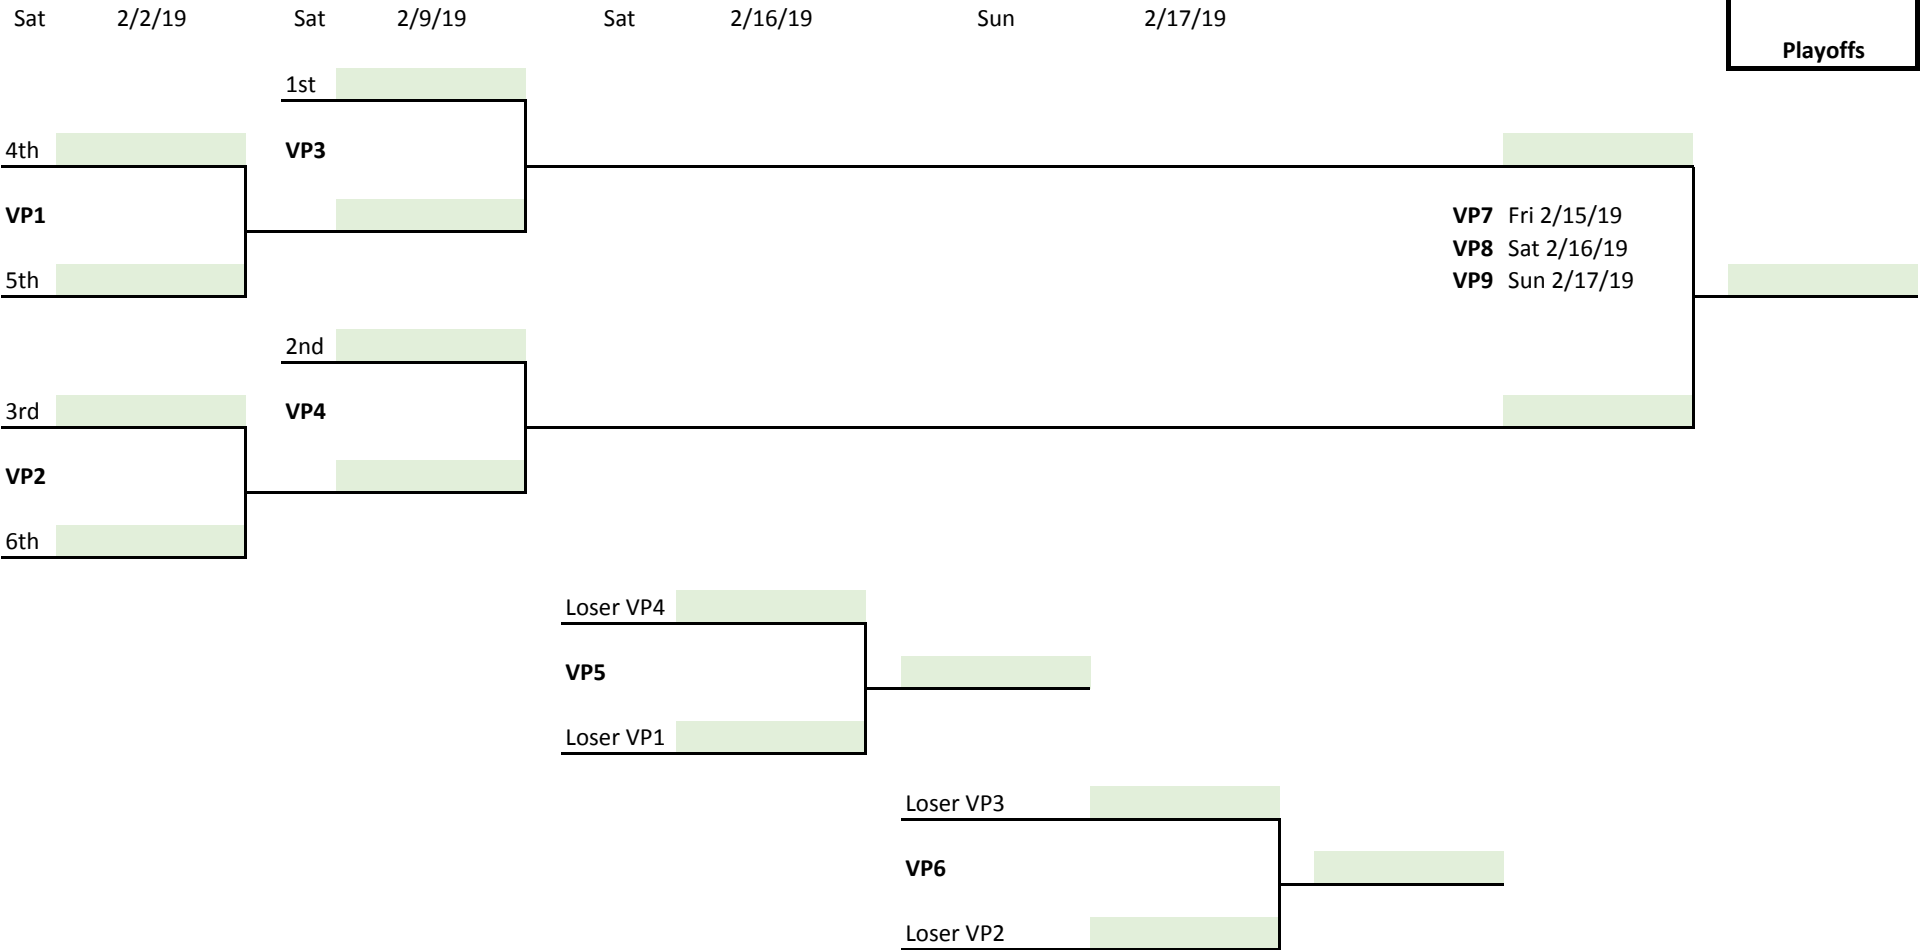 Sat 2/2/19 Sat 2/9/19 Sat 2/16/19 Sun 2/17/19
Playoffs
1st
4th VP3
VP1 VP7 Fri 2/15/19
VP8 Sat 2/16/19
5th VP9 Sun 2/17/19
2nd
3rd VP4
VP2
6th
Loser VP4
VP5
Loser VP1
Loser VP3
VP6
Loser VP2